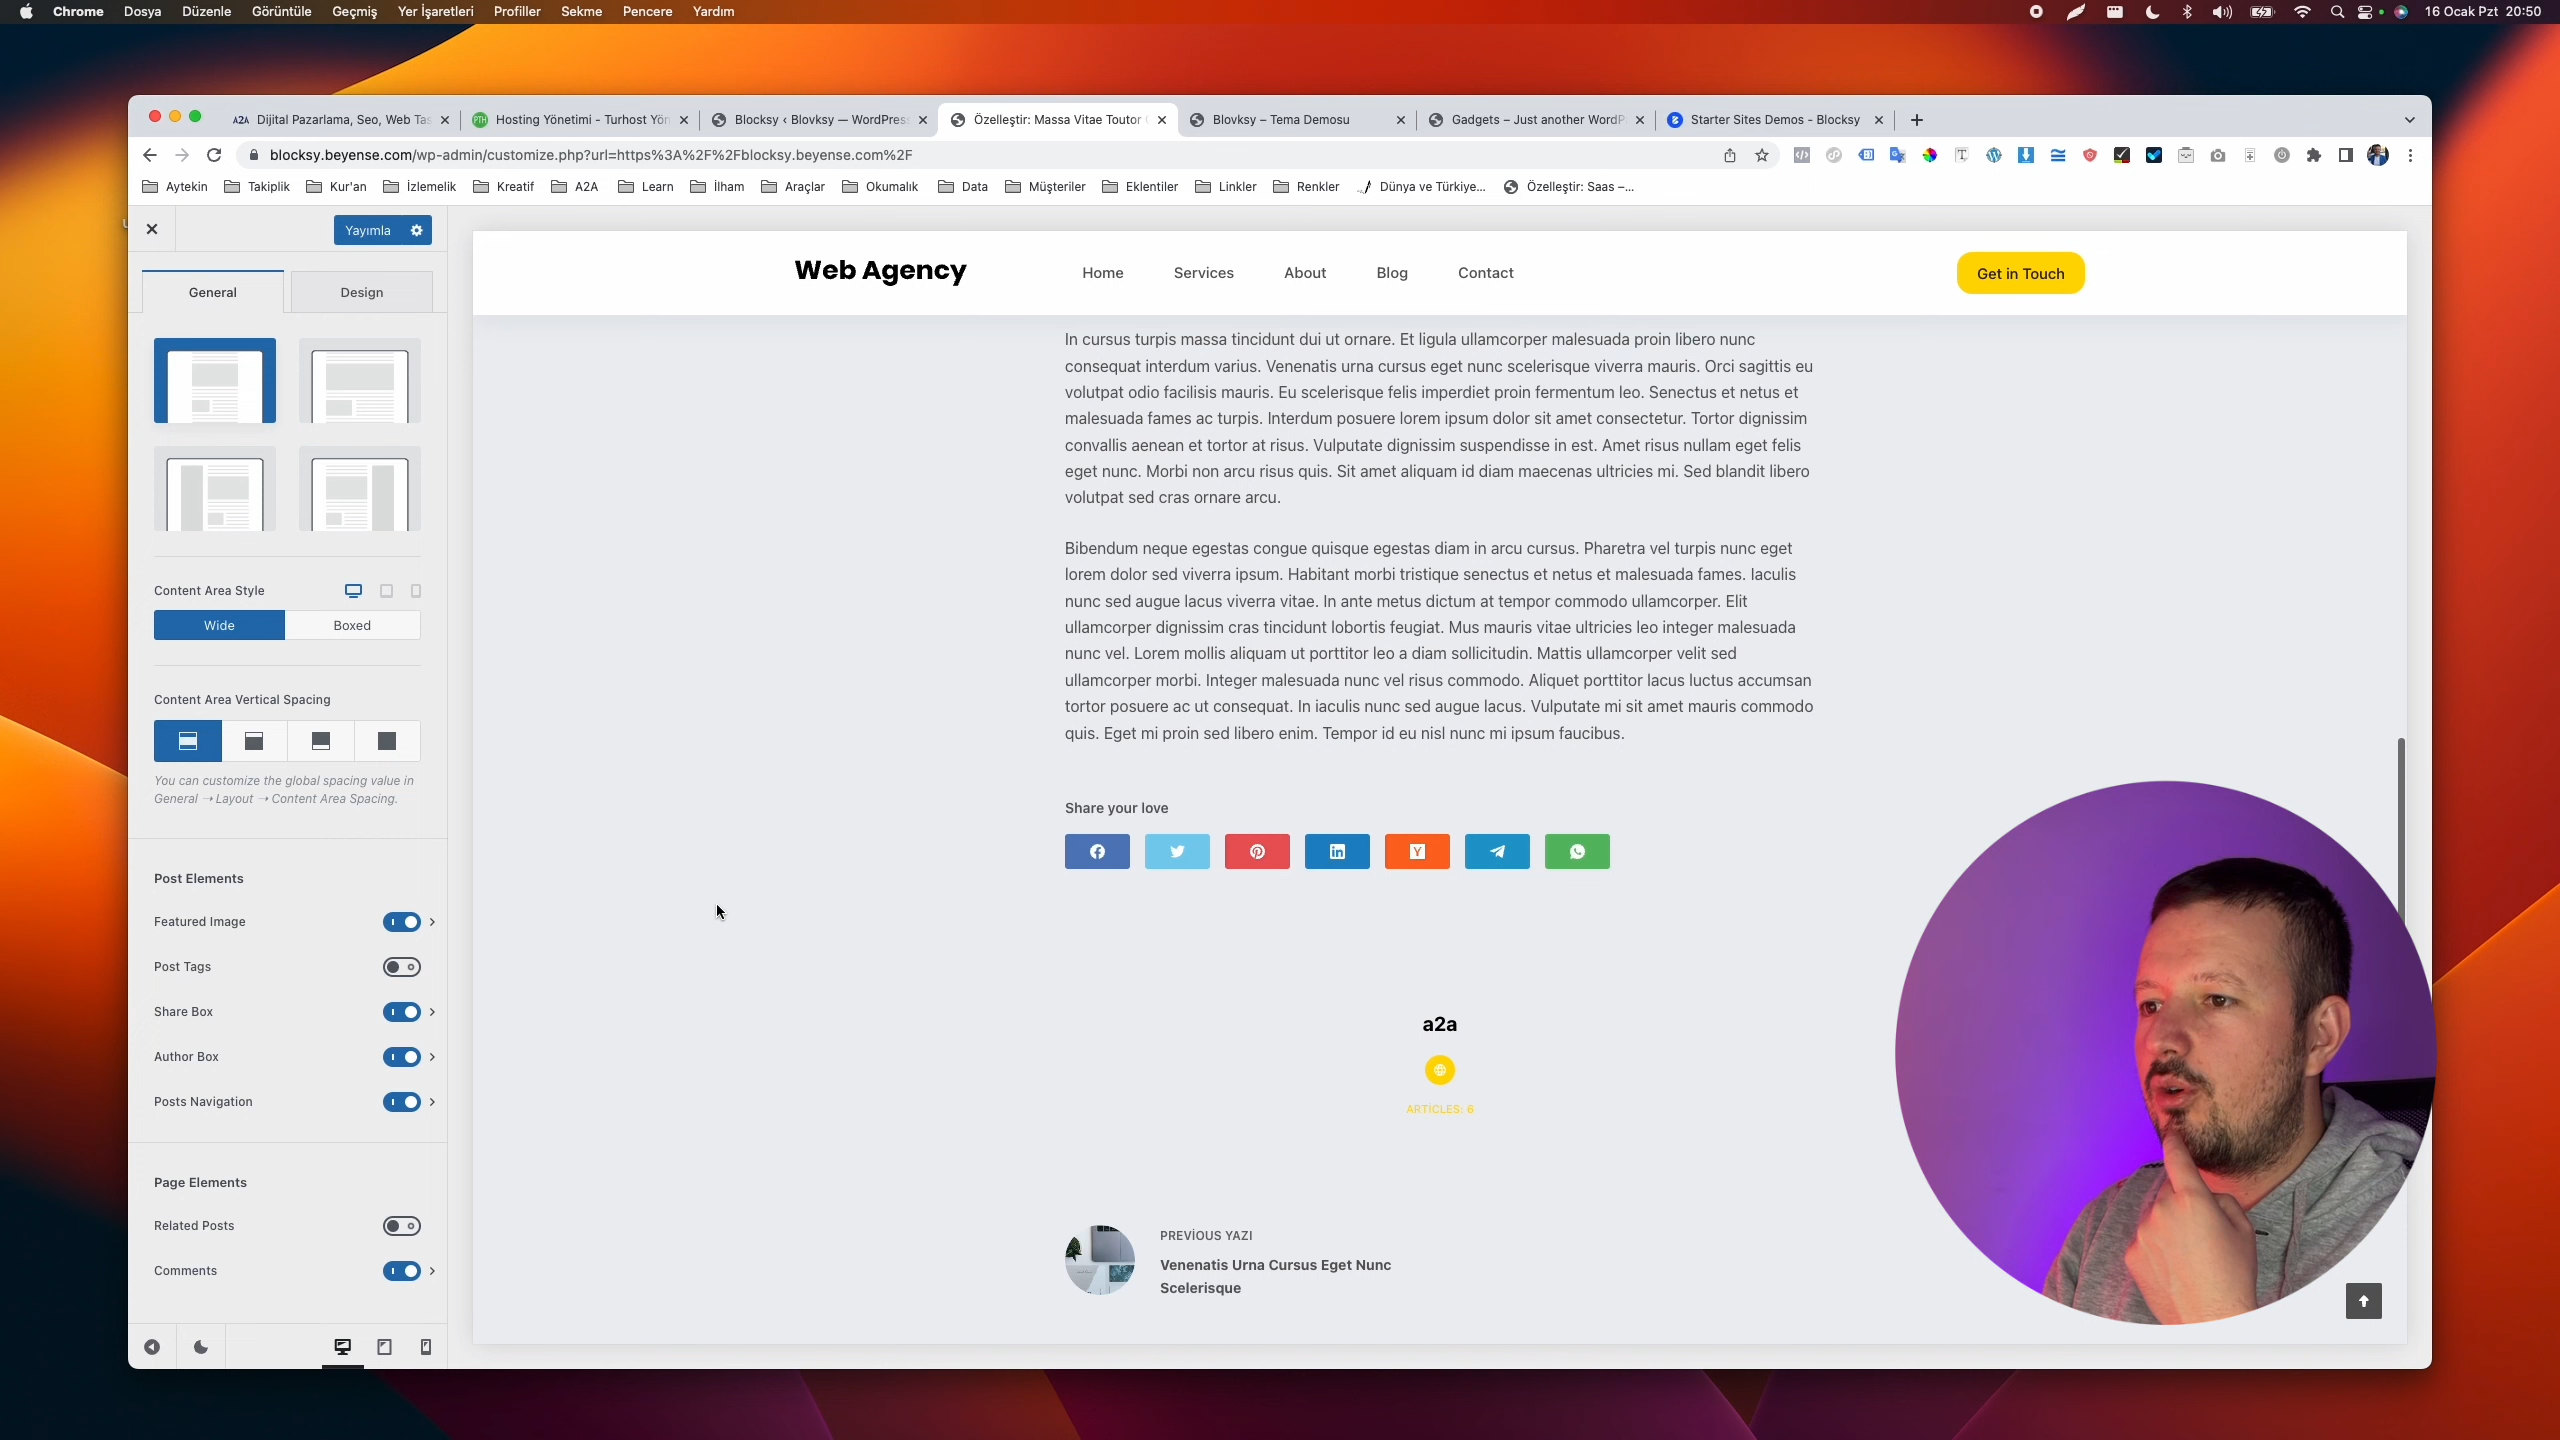 Chrome Dosya Düzenle Görüntüle Geçmiş Yer İşaretleri Profiller Sekme Pencere Yardım
16 Ocak Pzt 20:50
A2A Dijital Pazarlama, Seo, Web Tas
PTH Hosting Yönetimi - Turhost Yön
Blocksy ‹ Blovksy — WordPress
Özelleştir: Massa Vitae Toutor
Blovksy – Tema Demosu
Gadgets – Just another WordP
Starter Sites Demos - Blocksy
blocksy.beyense.com/wp-admin/customize.php?url=https%3A%2F%2Fblocksy.beyense.com%2F
Aytekin Takiplik Kur'an İzlemelik Kreatif A2A Learn İlham Araçlar Okumalık Data Müşteriler Eklentiler Linkler Renkler Dünya ve Türkiye... Özelleştir: Saas –...
Yayımla
General Design
Content Area Style
Wide Boxed
Content Area Vertical Spacing
You can customize the global spacing value in
General ➝ Layout ➝ Content Area Spacing.
Post Elements
Featured Image
Post Tags
Share Box
Author Box
Posts Navigation
Page Elements
Related Posts
Comments
Web Agency
Home Services About Blog Contact
Get in Touch
In cursus turpis massa tincidunt dui ut ornare. Et ligula ullamcorper malesuada proin libero nunc
consequat interdum varius. Venenatis urna cursus eget nunc scelerisque viverra mauris. Orci sagittis eu
volutpat odio facilisis mauris. Eu scelerisque felis imperdiet proin fermentum leo. Senectus et netus et
malesuada fames ac turpis. Interdum posuere lorem ipsum dolor sit amet consectetur. Tortor dignissim
convallis aenean et tortor at risus. Vulputate dignissim suspendisse in est. Amet risus nullam eget felis
eget nunc. Morbi non arcu risus quis. Sit amet aliquam id diam maecenas ultricies mi. Sed blandit libero
volutpat sed cras ornare arcu.
Bibendum neque egestas congue quisque egestas diam in arcu cursus. Pharetra vel turpis nunc eget
lorem dolor sed viverra ipsum. Habitant morbi tristique senectus et netus et malesuada fames. Iaculis
nunc sed augue lacus viverra vitae. In ante metus dictum at tempor commodo ullamcorper. Elit
ullamcorper dignissim cras tincidunt lobortis feugiat. Mus mauris vitae ultricies leo integer malesuada
nunc vel. Lorem mollis aliquam ut porttitor leo a diam sollicitudin. Mattis ullamcorper velit sed
ullamcorper morbi. Integer malesuada nunc vel risus commodo. Aliquet porttitor lacus luctus accumsan
tortor posuere ac ut consequat. In iaculis nunc sed augue lacus. Vulputate mi sit amet mauris commodo
quis. Eget mi proin sed libero enim. Tempor id eu nisl nunc mi ipsum faucibus.
Share your love
a2a
ARTICLES: 6
PREVİOUS YAZI
Venenatis Urna Cursus Eget Nunc
Scelerisque